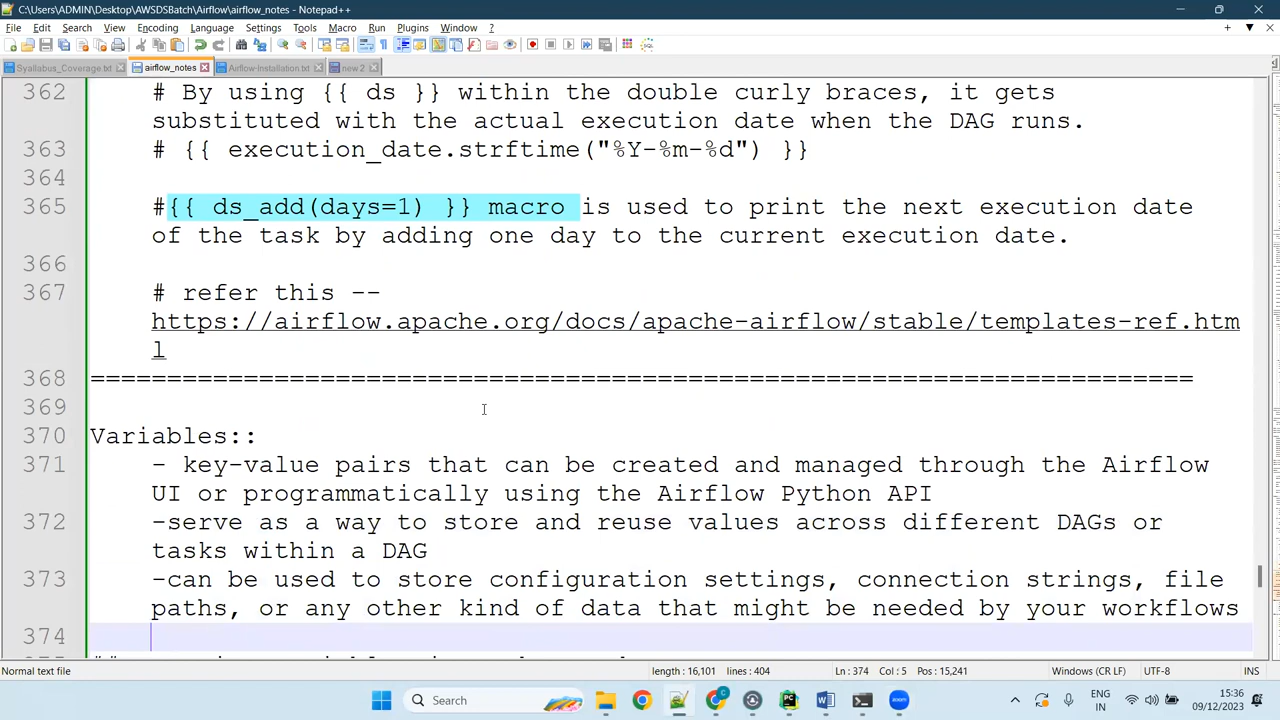 C:\Users\ADMIN\Desktop\AWSDSBatch\Airflow\airflow_notes - Notepad++
File Edit Search View Encoding Language Settings Tools Macro Run Plugins Window ?
Syallabus_Coverage.txt airflow_notes Airflow-Installation.txt new 2
362 # By using {{ ds }} within the double curly braces, it gets
substituted with the actual execution date when the DAG runs.
363 # {{ execution_date.strftime("%Y-%m-%d") }}
364
365 #{{ ds_add(days=1) }} macro is used to print the next execution date
of the task by adding one day to the current execution date.
366
367 # refer this --
https://airflow.apache.org/docs/apache-airflow/stable/templates-ref.htm
l
368 ========================================================================
369
370 Variables::
371 - key-value pairs that can be created and managed through the Airflow
UI or programmatically using the Airflow Python API
372 -serve as a way to store and reuse values across different DAGs or
tasks within a DAG
373 -can be used to store configuration settings, connection strings, file
paths, or any other kind of data that might be needed by your workflows
374
Normal text file length : 16,101 lines : 404 Ln : 374 Col : 5 Pos : 15,241 Windows (CR LF) UTF-8 INS
Search ENG IN 15:36 09/12/2023